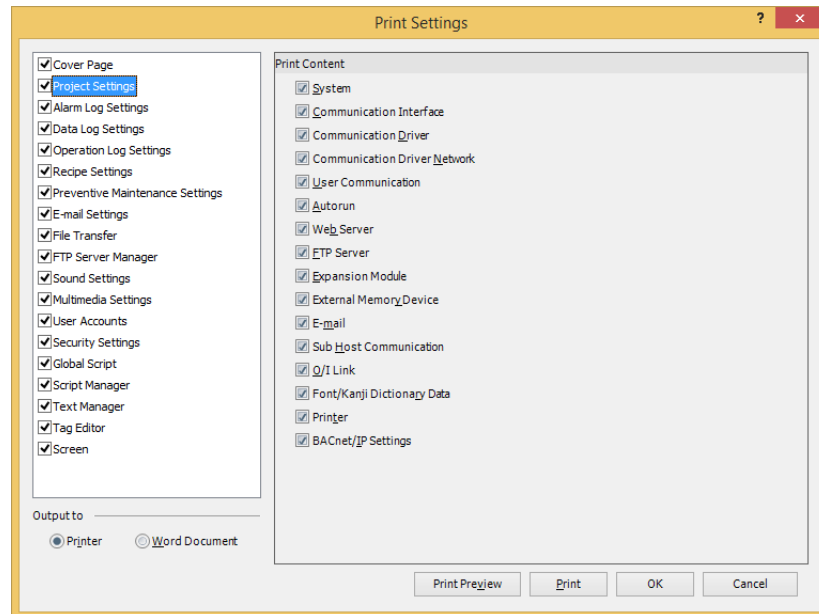 Print Settings
?
×
Cover Page
Project Settings
Alarm Log Settings
Data Log Settings
Operation Log Settings
Recipe Settings
Preventive Maintenance Settings
E-mail Settings
File Transfer
FTP Server Manager
Sound Settings
Multimedia Settings
User Accounts
Security Settings
Global Script
Script Manager
Text Manager
Tag Editor
Screen
Output to
Printer
Word Document
Print Content
System
Communication Interface
Communication Driver
Communication Driver Network
User Communication
Autorun
Web Server
FTP Server
Expansion Module
External Memory Device
E-mail
Sub Host Communication
O/I Link
Font/Kanji Dictionary Data
Printer
BACnet/IP Settings
Print Preview
Print
OK
Cancel